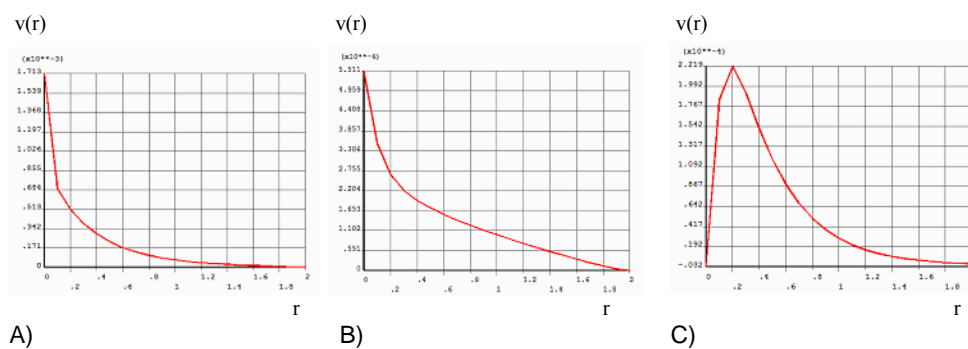 v(r)
(x10**-3)
1.713
1.539
1.368
1.197
1.026
.855
.684
.513
.342
.171
0
0 .4 .8 1.2 1.6 2
.2 .6 1 1.4 1.8
r
A)
v(r)
(x10**-4)
4.959
4.408
3.857
3.306
2.755
2.204
1.653
1.102
.551
0
0 .4 .8 1.2 1.6 2
.2 .6 1 1.4 1.8
r
B)
v(r)
(x10**-4)
2.219
1.992
1.767
1.542
1.317
1.092
.867
.642
.417
.192
-.032
0 .4 .8 1.2 1.6 2
.2 .6 1 1.4 1.8
r
C)